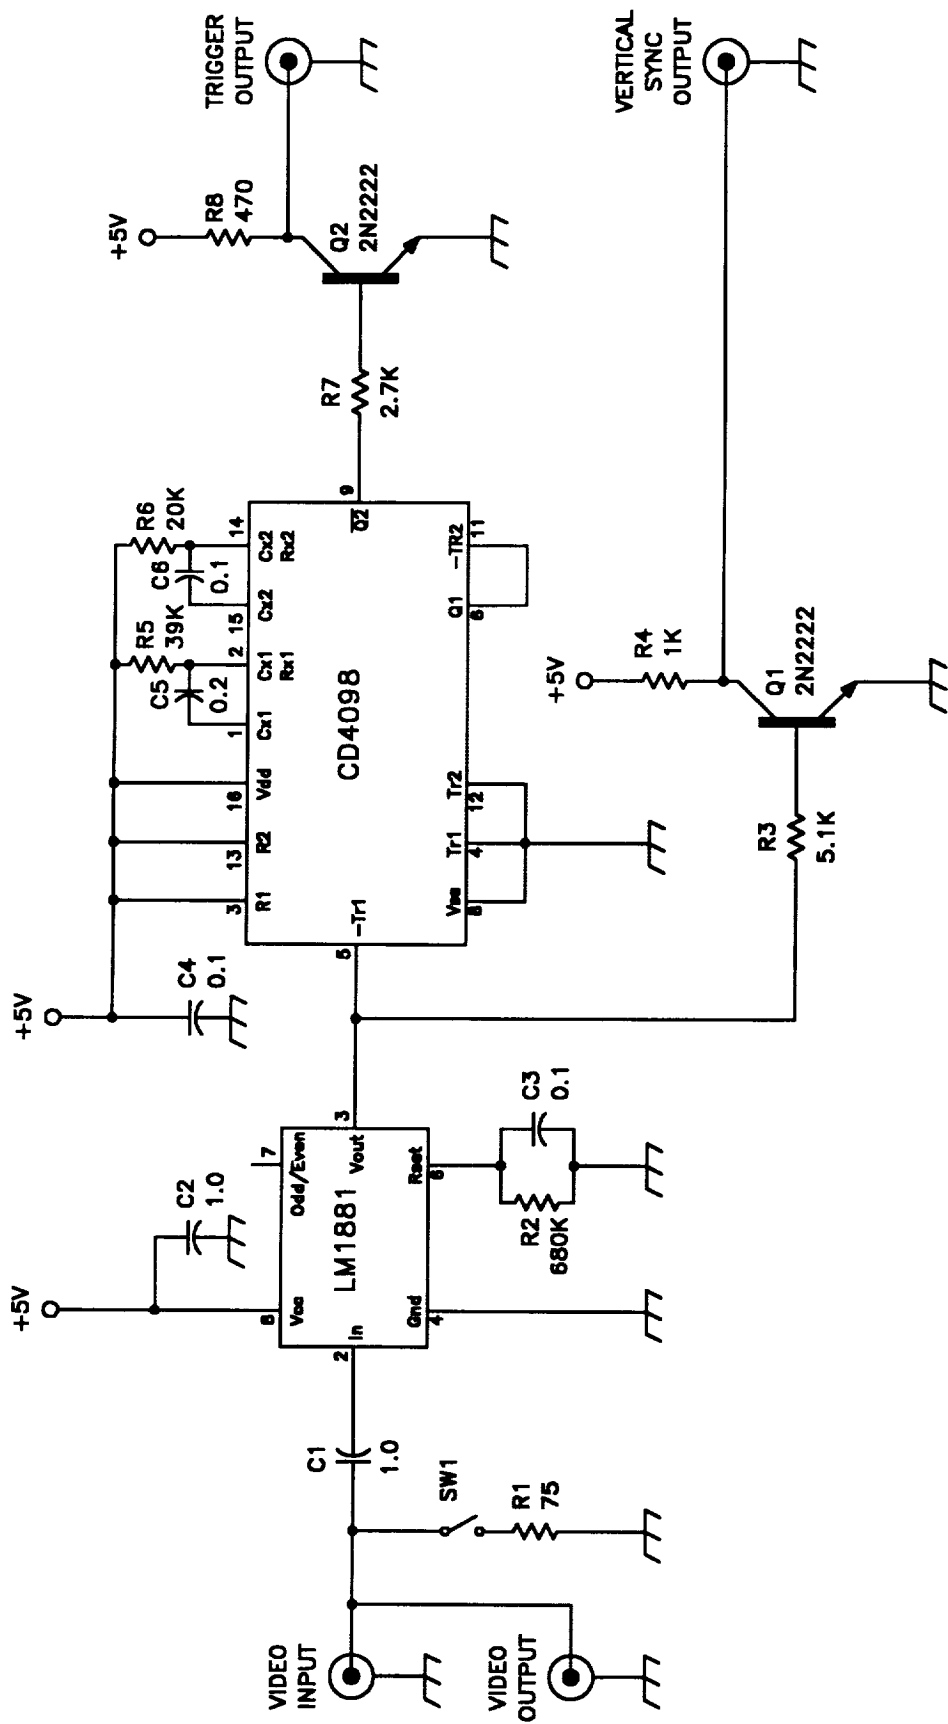 VIDEO
INPUT
VIDEO
OUTPUT
C1
1.0
SW1
R1
75
+5V
C2
1.0
8
Vcc
2
In
LM1881
Gnd
4
Odd/Even
7
Vout
3
Rset
6
R2
680K
C3
0.1
+5V
C4
0.1
5
-Tr1
3
R1
13
R2
16
Vdd
1
Cx1
2
Cx1
Rx1
15
Cx2
14
Cx2
Rx2
C5
0.2
R5
39K
C6
0.1
R6
20K
CD4098
Vss
8
Tr1
4
Tr2
12
Q1
6
-TR2
11
Q2
9
R7
2.7K
+5V
R8
470
Q2
2N2222
TRIGGER
OUTPUT
R3
5.1K
+5V
R4
1K
Q1
2N2222
VERTICAL
SYNC
OUTPUT